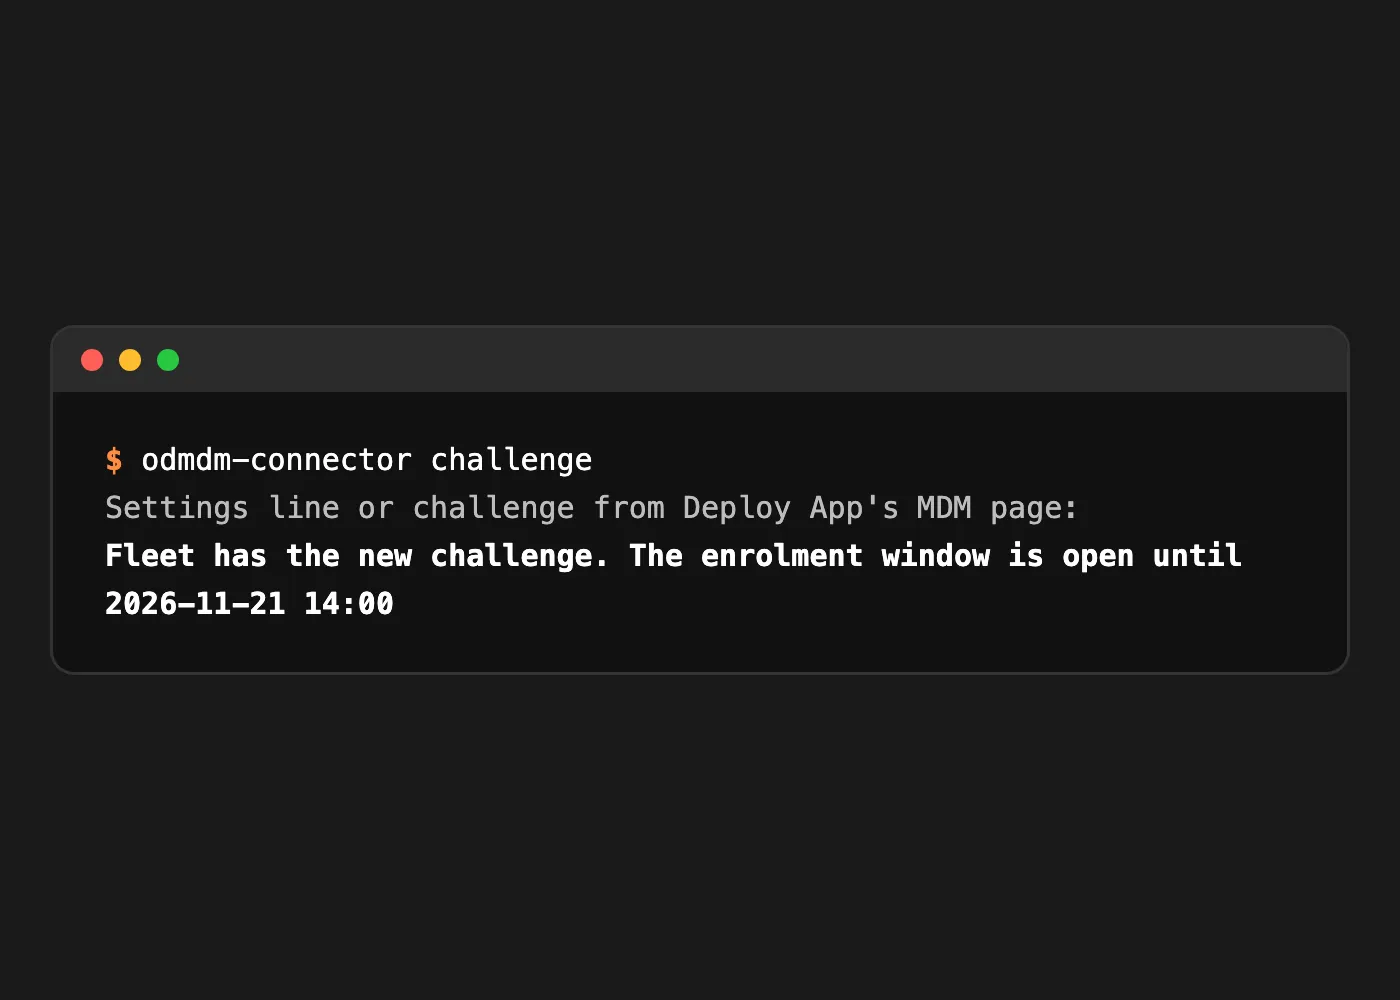 $ odmdm-connector challenge
Settings line or challenge from Deploy App's MDM page:
Fleet has the new challenge. The enrolment window is open until
2026-11-21 14:00